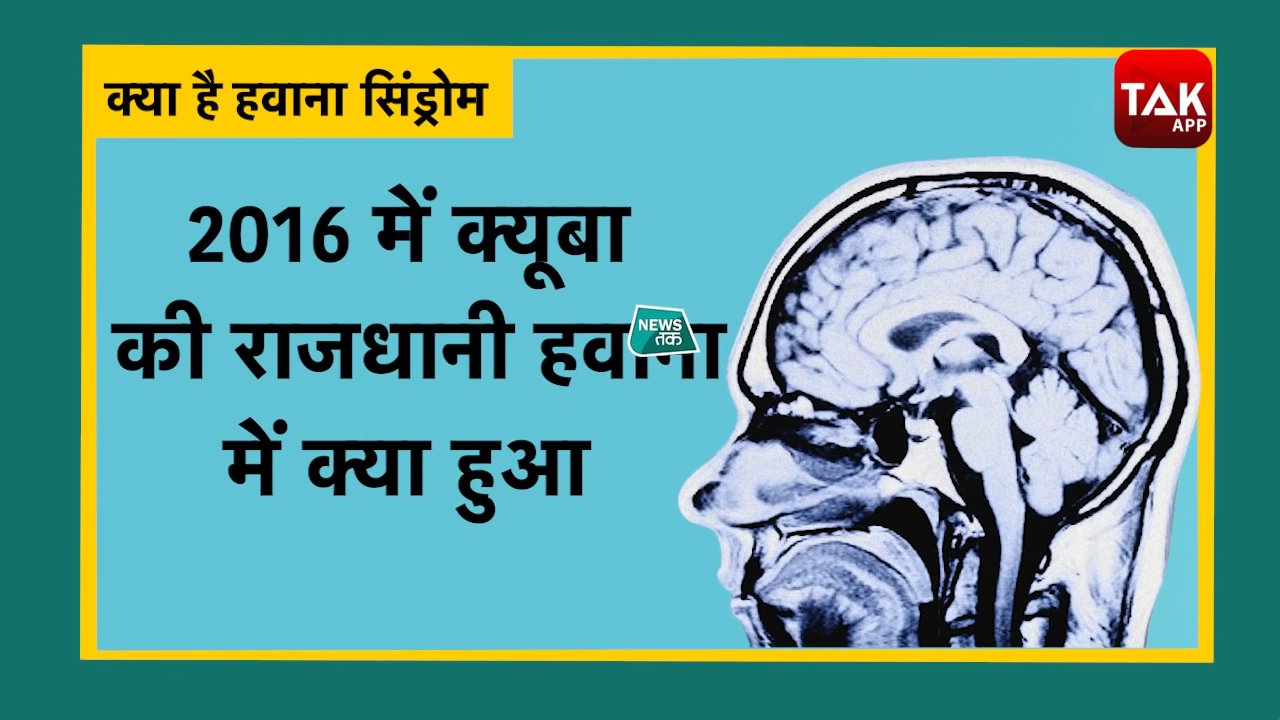 क्या है हवाना सिंड्रोम
TAK
APP
2016 में क्यूबा
की राजधानी हवाना
NEWS
तक
में क्या हुआ